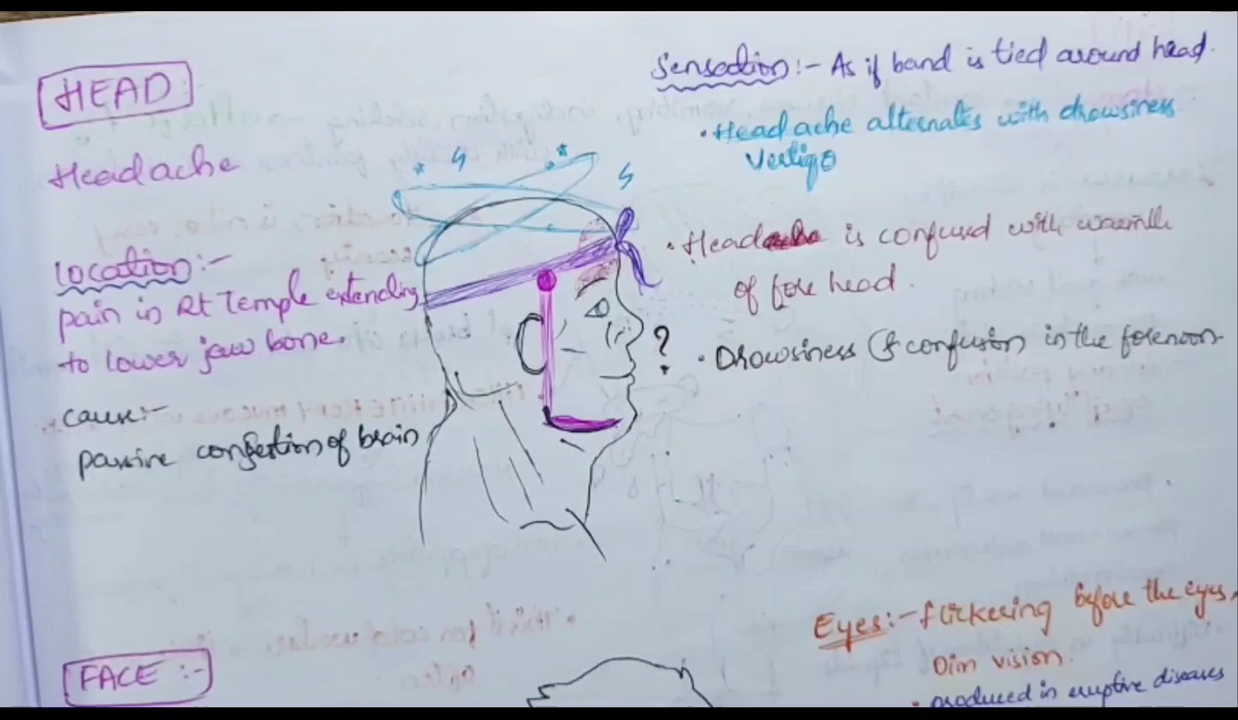 HEAD
Headache
Location:-
pain in Rt Temple extending
to lower jaw bone.
cause:-
passive congestion of brain
Sensation:- As if band is tied around head.
• Headache alternates with drowsiness
Vertigo
• Head is confused with warmth
of fore head.
?
• Drowsiness & confusion in the forenoon
Eyes:- flickering before the eyes,
Dim vision.
• produced in eruptive diseases
FACE :-